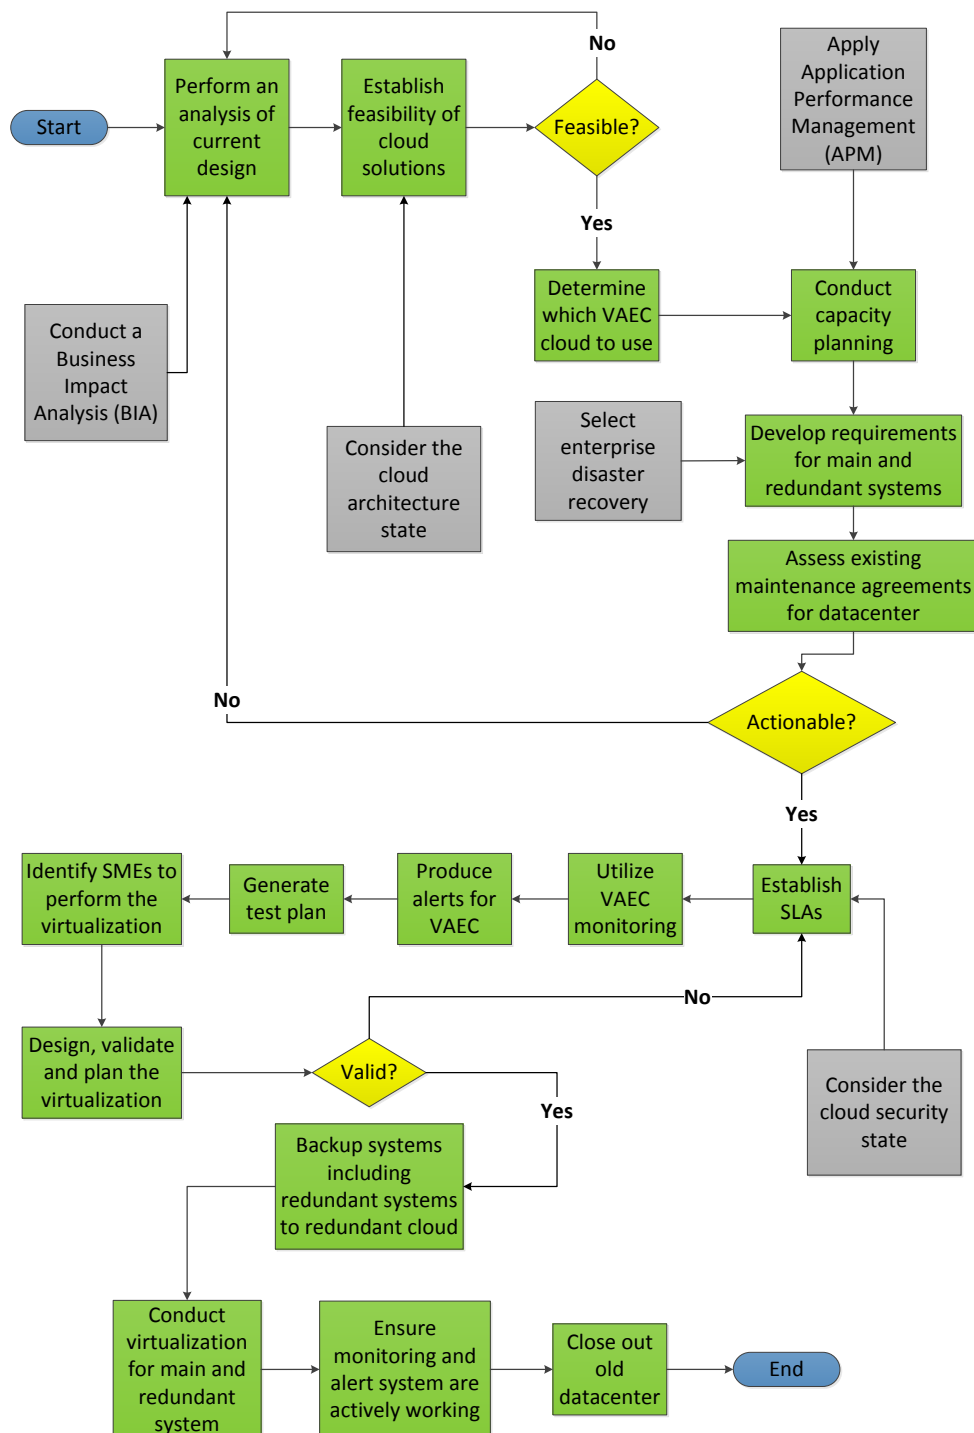 No
Apply
Application
Performance
Management
(APM)
Start
Perform an
analysis of
current
design
Establish
feasibility of
cloud
solutions
Feasible?
Yes
Conduct a
Business
Impact
Analysis (BIA)
Determine
which VAEC
cloud to use
Conduct
capacity
planning
Consider the
cloud
architecture
state
Select
enterprise
disaster
recovery
Develop requirements
for main and
redundant systems
Assess existing
maintenance agreements
for datacenter
No
Actionable?
Yes
Identify SMEs to
perform the
virtualization
Generate
test plan
Produce
alerts for
VAEC
Utilize
VAEC
monitoring
Establish
SLAs
No
Design, validate
and plan the
virtualization
Valid?
Yes
Consider the
cloud security
state
Backup systems
including
redundant systems
to redundant cloud
Conduct
virtualization
for main and
redundant
system
Ensure
monitoring and
alert system are
actively working
Close out
old
datacenter
End